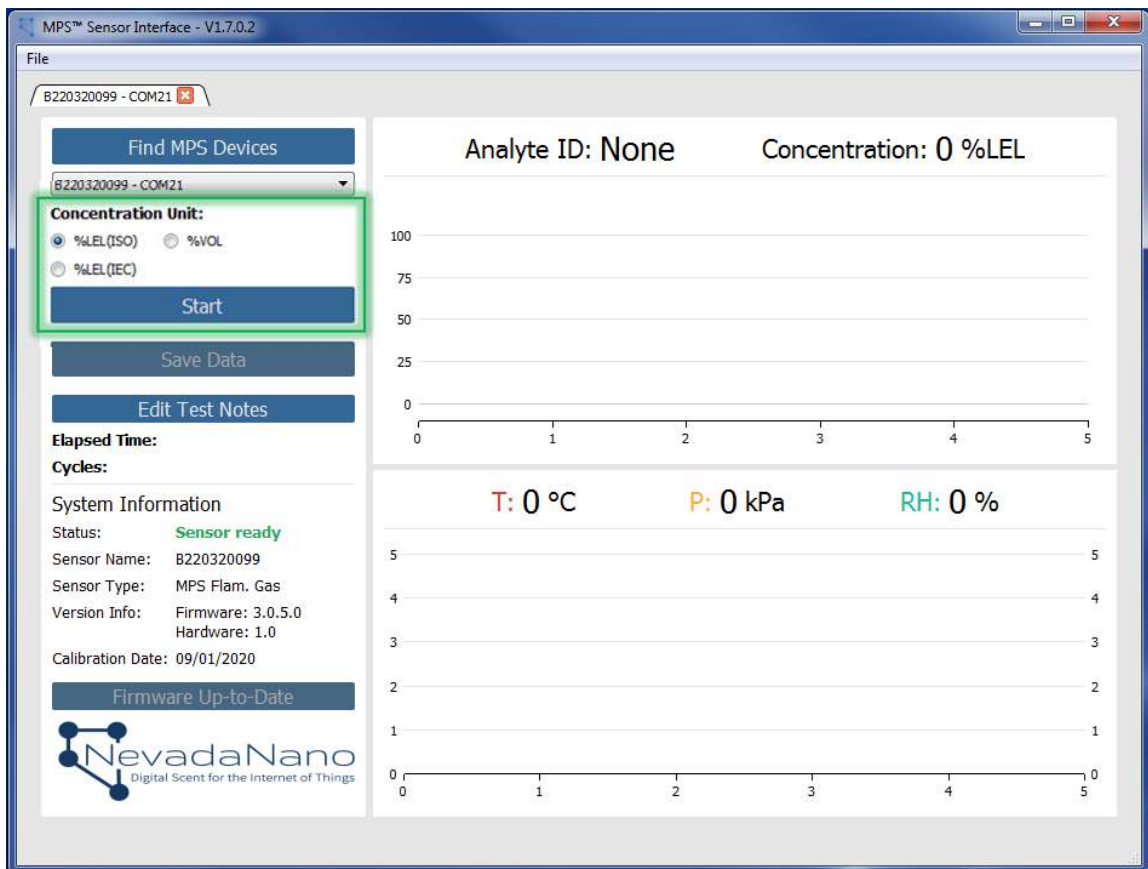 MPS™ Sensor Interface - V1.7.0.2
File
B220320099 - COM21
Find MPS Devices
B220320099 - COM21
Concentration Unit:
%LEL(ISO) %VOL
%LEL(IEC)
Start
Save Data
Edit Test Notes
Elapsed Time:
Cycles:
System Information
Status: Sensor ready
Sensor Name: B220320099
Sensor Type: MPS Flam. Gas
Version Info: Firmware: 3.0.5.0
Hardware: 1.0
Calibration Date: 09/01/2020
Firmware Up-to-Date
NevadaNano
Digital Scent for the Internet of Things
Analyte ID: None Concentration: 0 %LEL
100
75
50
25
0
0 1 2 3 4 5
T: 0 °C P: 0 kPa RH: 0 %
5 5
4 4
3 3
2 2
1 1
0 0
0 1 2 3 4 5